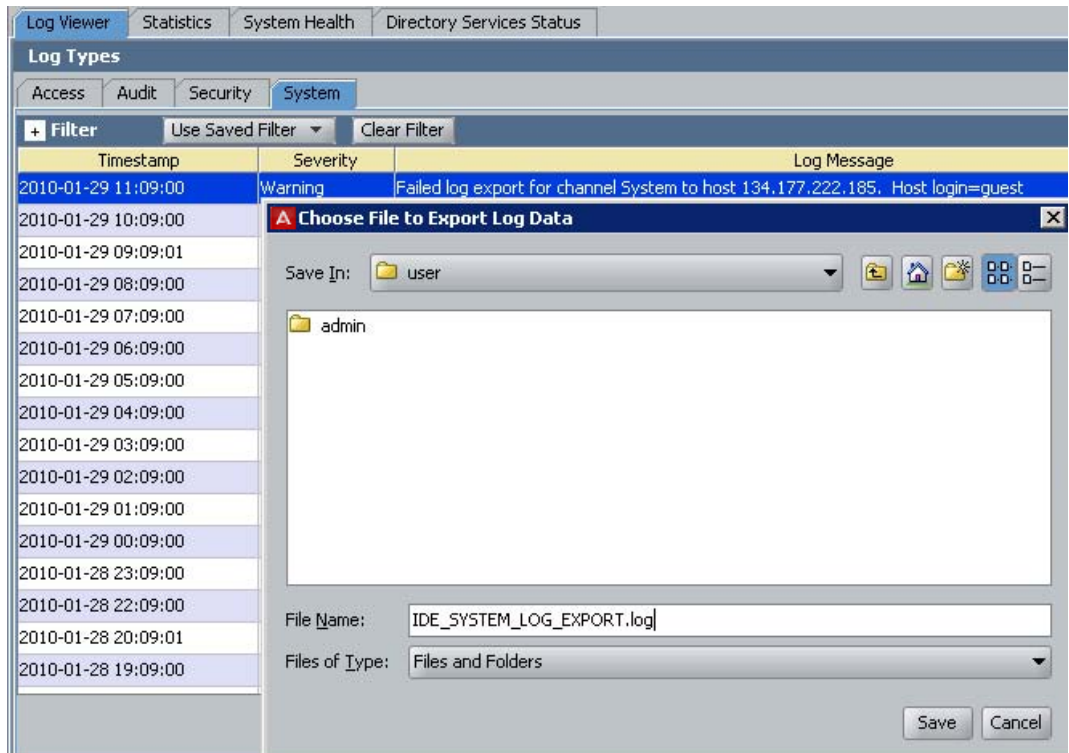 Log Viewer Statistics System Health Directory Services Status
Log Types
Access Audit Security System
+ Filter Use Saved Filter Clear Filter
Timestamp Severity Log Message
2010-01-29 11:09:00 Warning Failed log export for channel System to host 134.177.222.185. Host login=guest
2010-01-29 10:09:00
A Choose File to Export Log Data
2010-01-29 09:09:01
Save In: user
2010-01-29 08:09:00
2010-01-29 07:09:00
admin
2010-01-29 06:09:00
2010-01-29 05:09:00
2010-01-29 04:09:00
2010-01-29 03:09:00
2010-01-29 02:09:00
2010-01-29 01:09:00
2010-01-29 00:09:00
2010-01-28 23:09:00
2010-01-28 22:09:00
File Name: IDE_SYSTEM_LOG_EXPORT.log
2010-01-28 20:09:01
Files of Type: Files and Folders
2010-01-28 19:09:00
Save Cancel